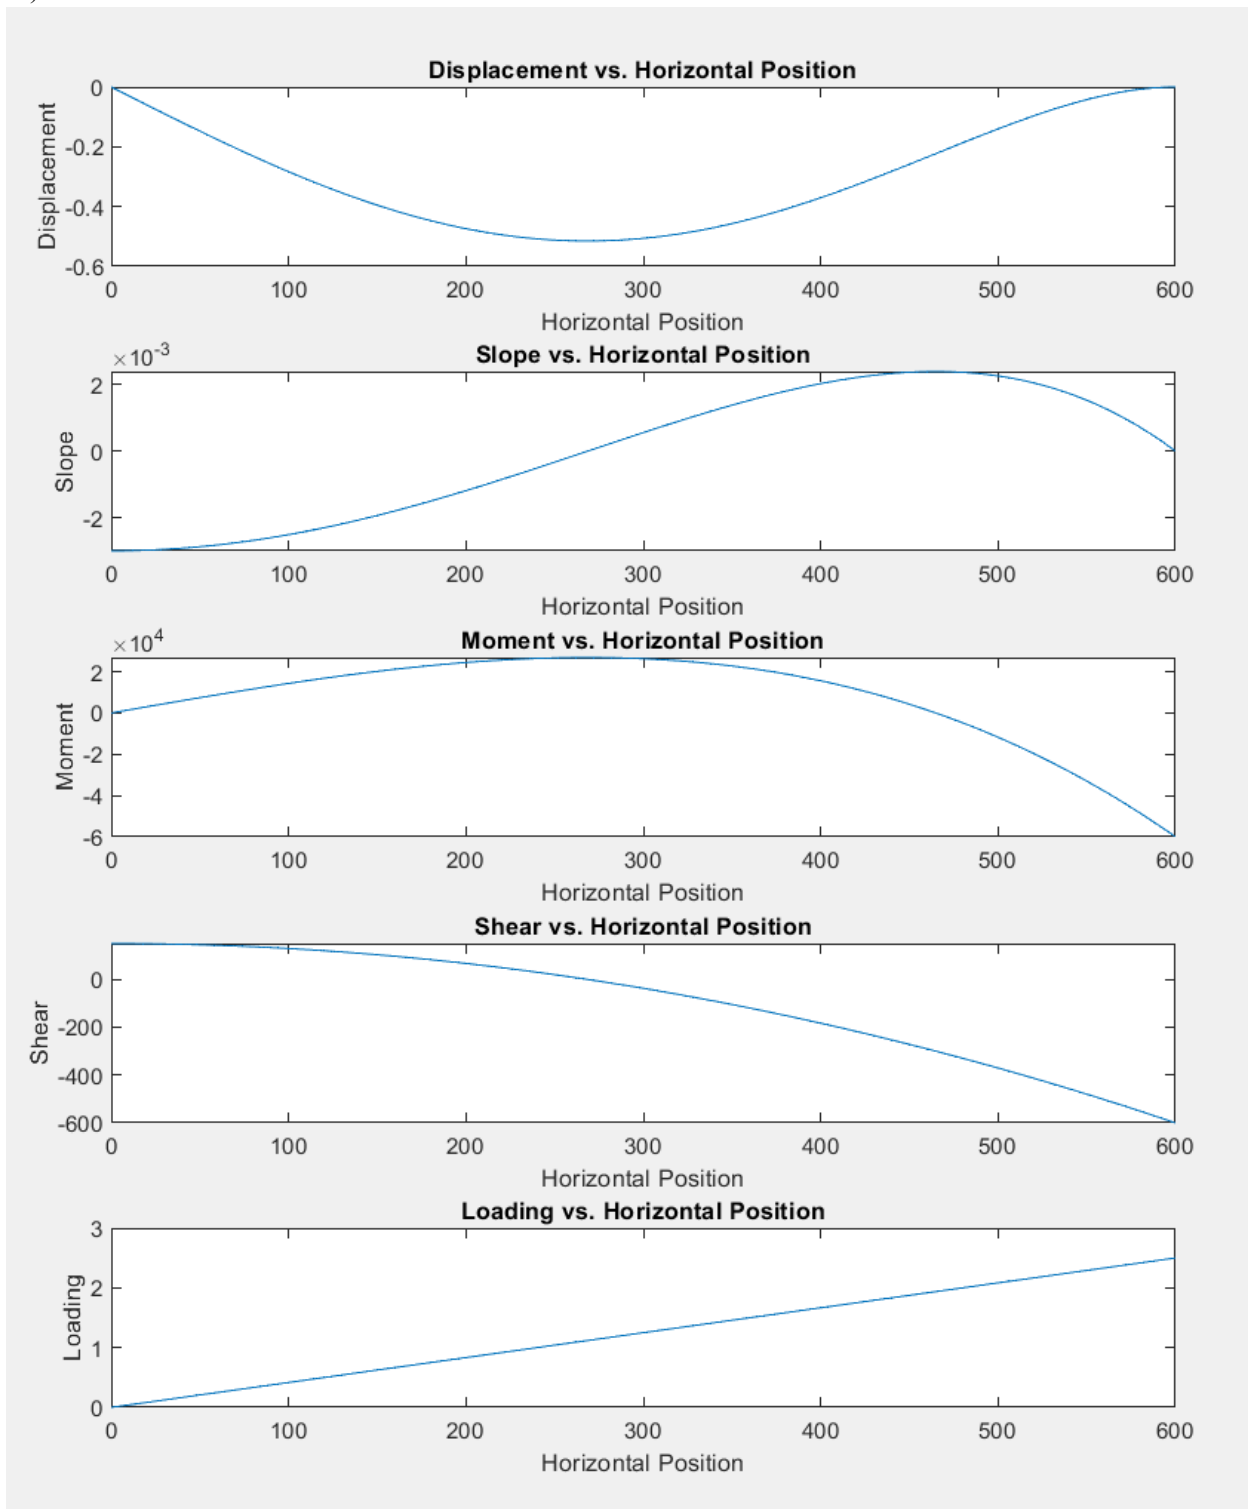 Displacement vs. Horizontal Position
0
-0.2
-0.4
-0.6
Displacement
0 100 200 300 400 500 600
Horizontal Position
×10-3
Slope vs. Horizontal Position
2
0
-2
Slope
0 100 200 300 400 500 600
Horizontal Position
×104
Moment vs. Horizontal Position
2
0
-2
-4
-6
Moment
0 100 200 300 400 500 600
Horizontal Position
Shear vs. Horizontal Position
0
-200
-400
-600
Shear
0 100 200 300 400 500 600
Horizontal Position
Loading vs. Horizontal Position
3
2
1
0
Loading
0 100 200 300 400 500 600
Horizontal Position